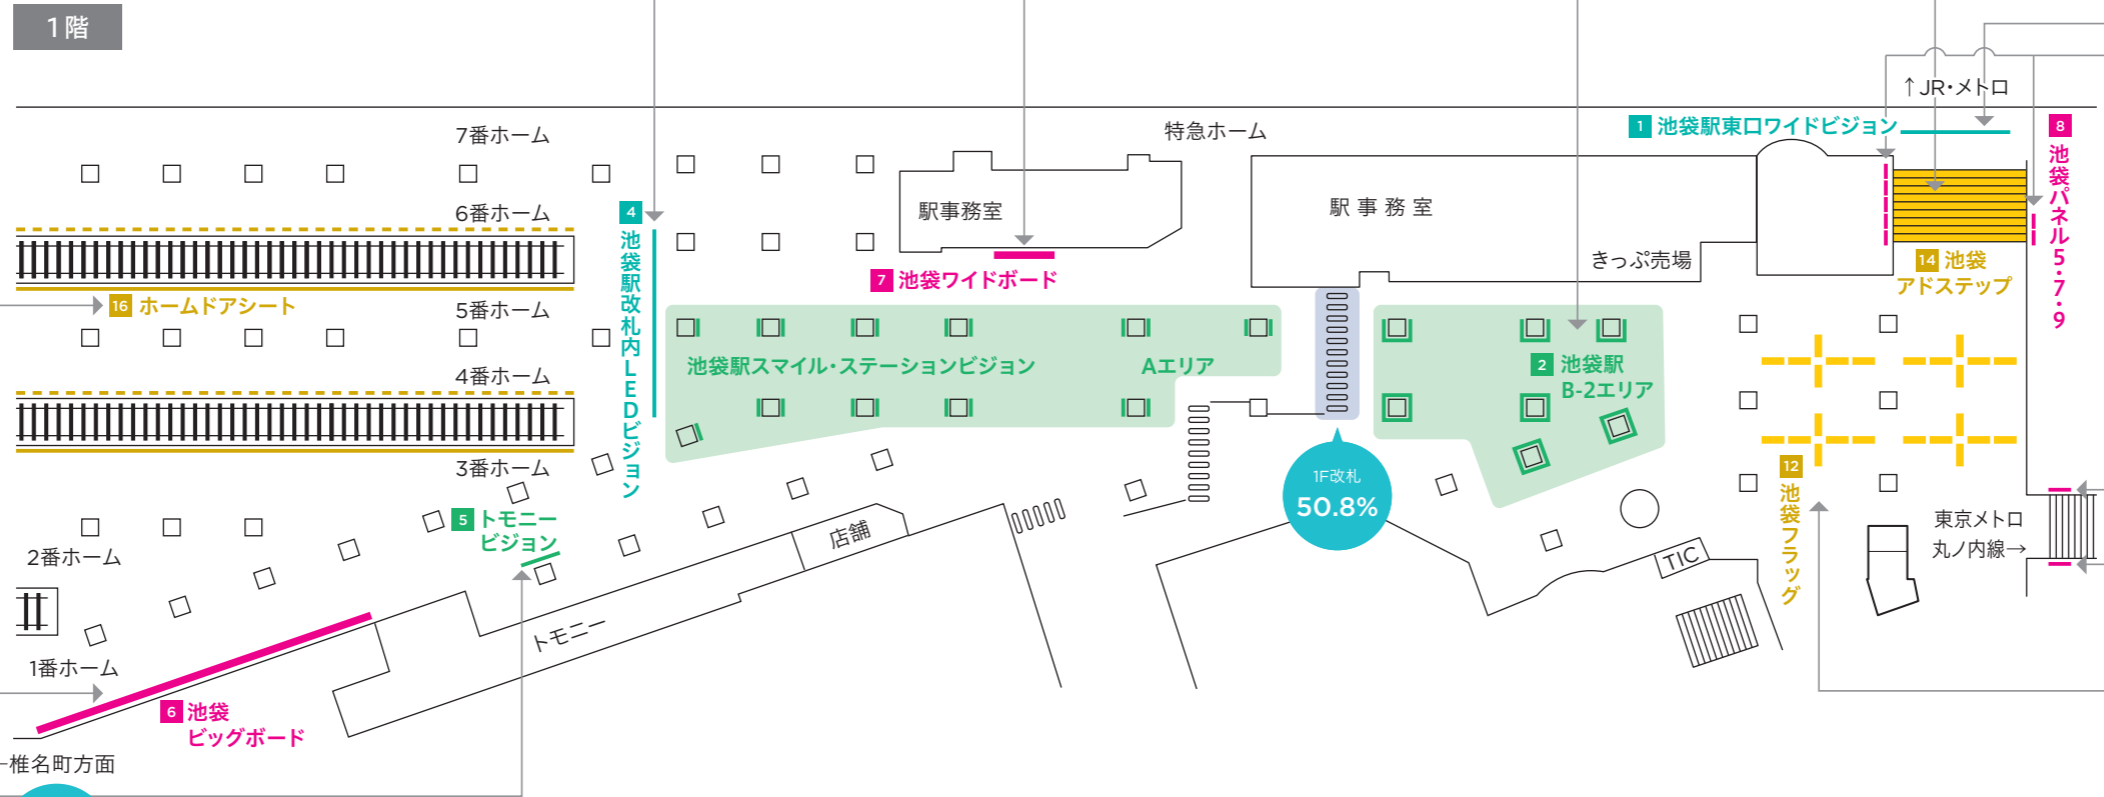 1階
↑JR・メトロ
7番ホーム
特急ホーム
1 池袋駅東口ワイドビジョン
8 池袋パネル5・7・9
6番ホーム
駅事務室
駅事務室
4 池袋駅改札内LEDビジョン
7 池袋ワイドボード
きっぷ売場
14 池袋
アドステップ
16 ホームドアシート
5番ホーム
池袋駅スマイル・ステーションビジョン Aエリア
2 池袋駅
B-2エリア
4番ホーム
3番ホーム
1F改札
50.8%
12 池袋フラッグ
5 トモニー
ビジョン
店舗
東京メトロ
丸ノ内線→
2番ホーム
TIC
トモニー
1番ホーム
6 池袋
ビッグボード
椎名町方面